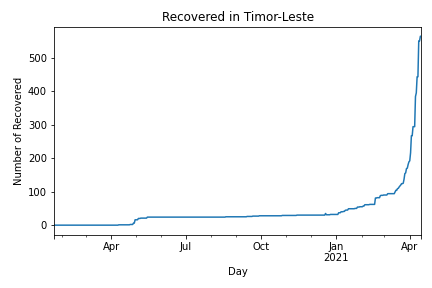 Recovered in Timor-Leste
Number of Recovered
500
400
300
200
100
0
Apr Jul Oct Jan Apr
2021
Day